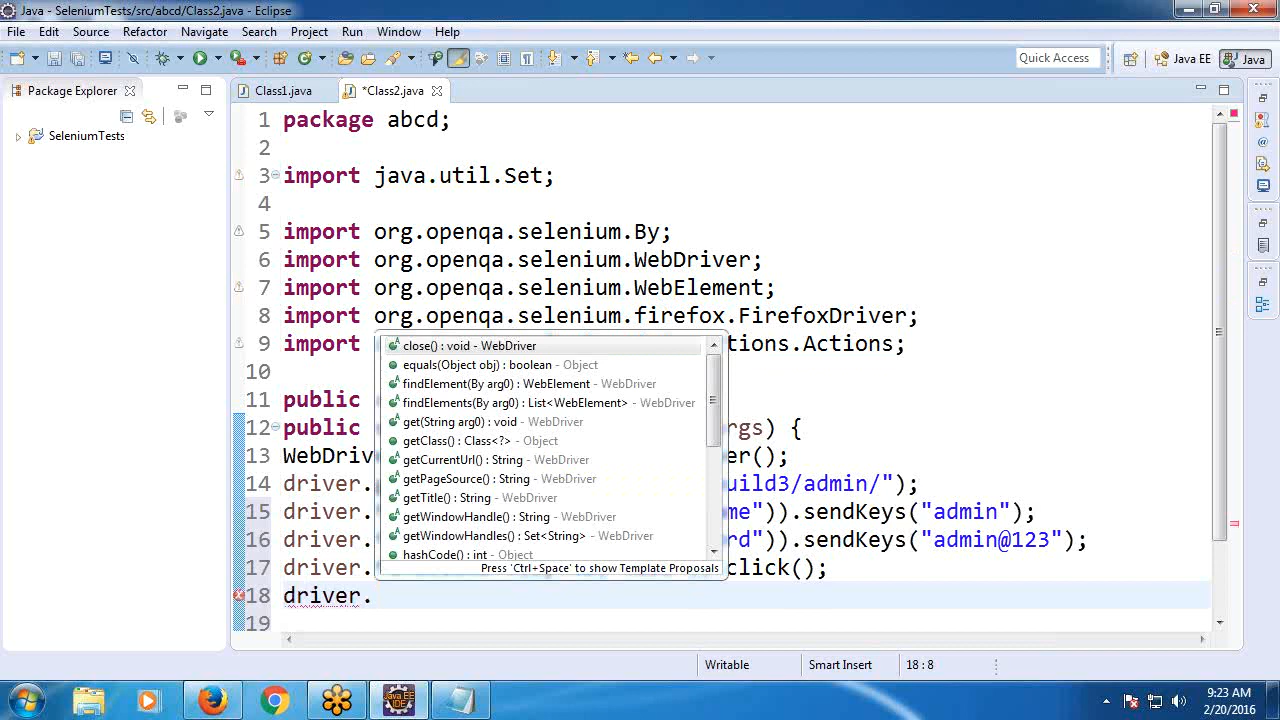 Java - SeleniumTests/src/abcd/Class2.java - Eclipse
File Edit Source Refactor Navigate Search Project Run Window Help
Quick Access Java EE Java
Package Explorer Class1.java *Class2.java
SeleniumTests
1 package abcd;
2
3 import java.util.Set;
4
5 import org.openqa.selenium.By;
6 import org.openqa.selenium.WebDriver;
7 import org.openqa.selenium.WebElement;
8 import org.openqa.selenium.firefox.FirefoxDriver;
9 import tions.Actions;
10
11 public
12 public rgs) {
13 WebDriv er();
14 driver. uild3/admin/");
15 driver. me")).sendKeys("admin");
16 driver. rd")).sendKeys("admin@123");
17 driver. click();
18 driver.
19
close() : void - WebDriver
equals(Object obj) : boolean - Object
findElement(By arg0) : WebElement - WebDriver
findElements(By arg0) : List<WebElement> - WebDriver
get(String arg0) : void - WebDriver
getClass() : Class<?> - Object
getCurrentUrl() : String - WebDriver
getPageSource() : String - WebDriver
getTitle() : String - WebDriver
getWindowHandle() : String - WebDriver
getWindowHandles() : Set<String> - WebDriver
hashCode() : int - Object
Press 'Ctrl+Space' to show Template Proposals
Writable Smart Insert 18 : 8
Java EE
IDE
9:23 AM
2/20/2016